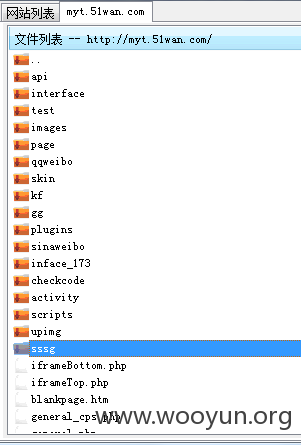 网站列表 myt.51wan.com
文件列表 -- http://myt.51wan.com/
..
api
interface
test
images
page
qqweibo
skin
kf
gg
plugins
sinaweibo
inface_173
checkcode
activity
scripts
upimg
sssg
iframeBottom.php
iframeTop.php
blankpage.htm
general_cps.php
www.wooyun.org